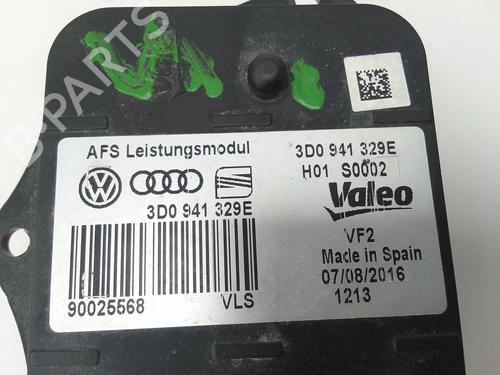 B-PARTS
AFS Leistungsmodul
3D0 941 329E
H01 S0002
3D0 941 329E
Valeo
VF2
Made in Spain
07/08/2016
1213
90025568
VLS